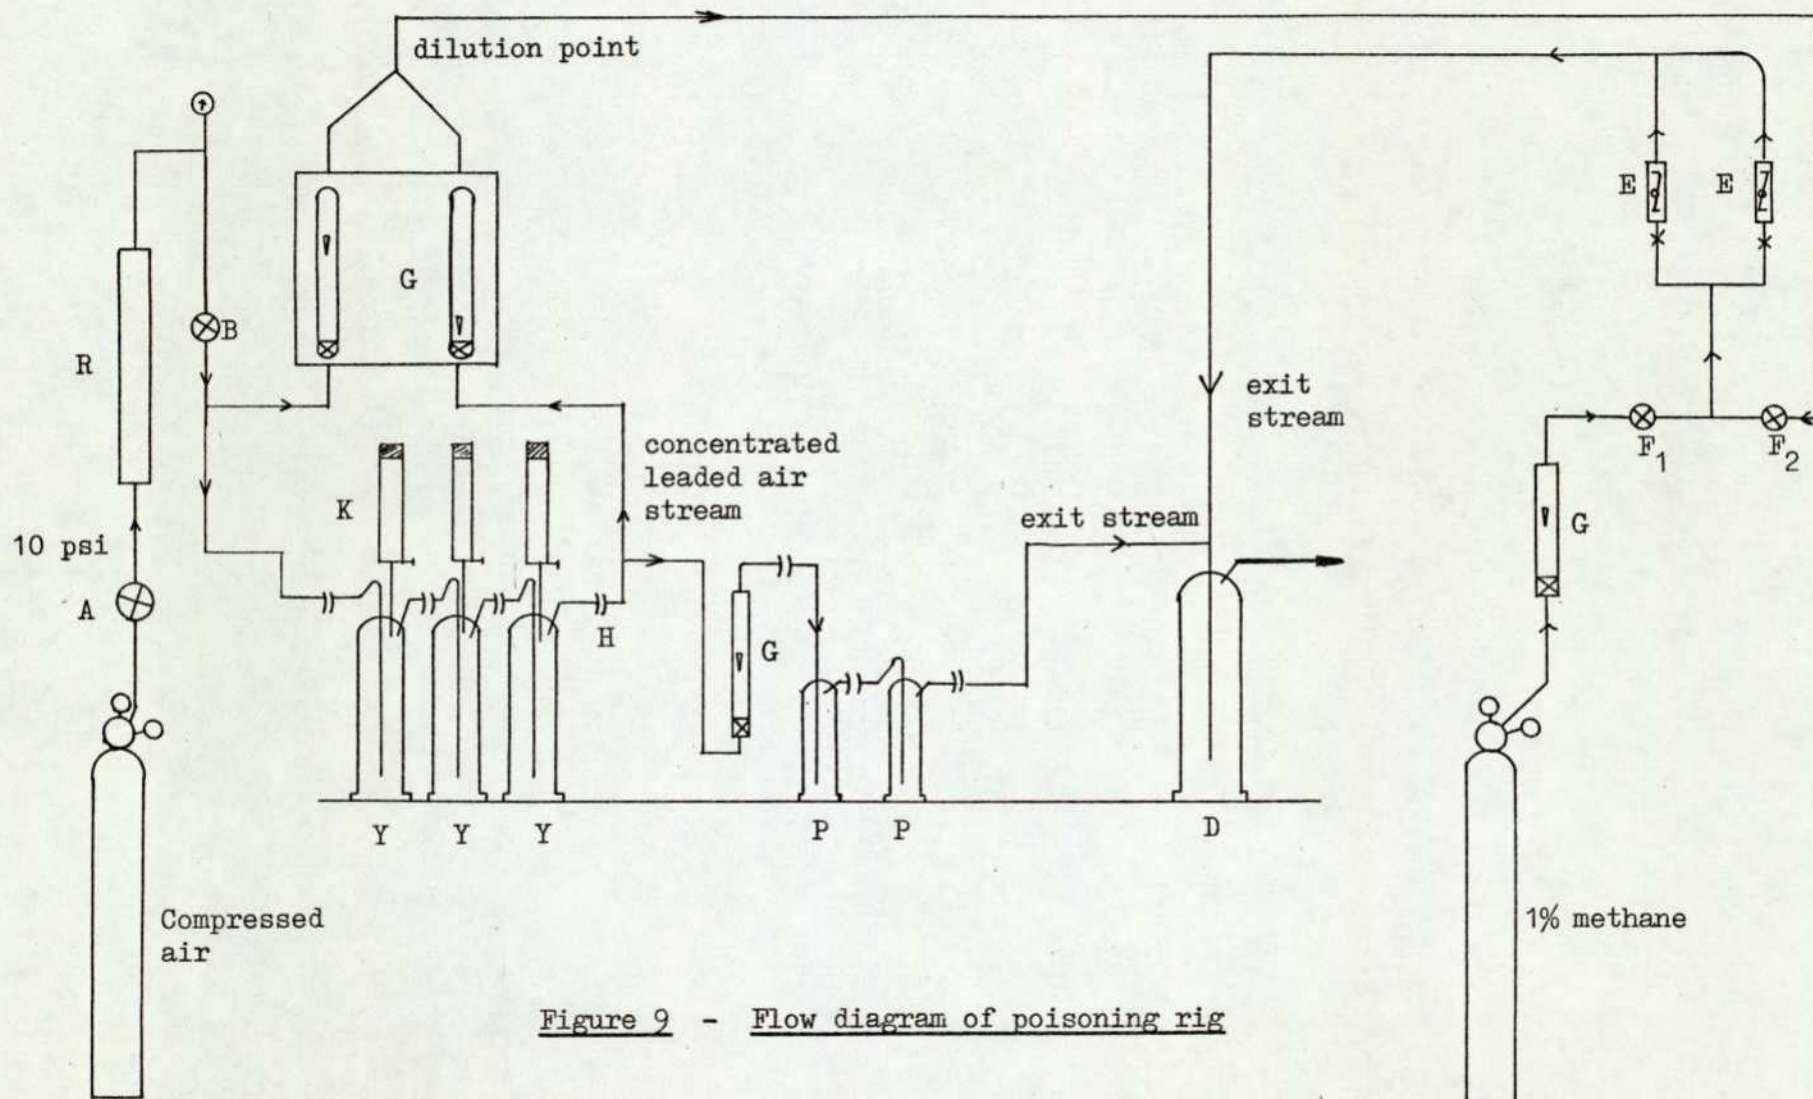 dilution point
E
E
G
B
R
exit
stream
concentrated
leaded air
stream
F1
F2
K
exit stream
G
10 psi
A
H
G
Y
Y
Y
P
P
D
Compressed
air
1% methane
Figure 9 - Flow diagram of poisoning rig